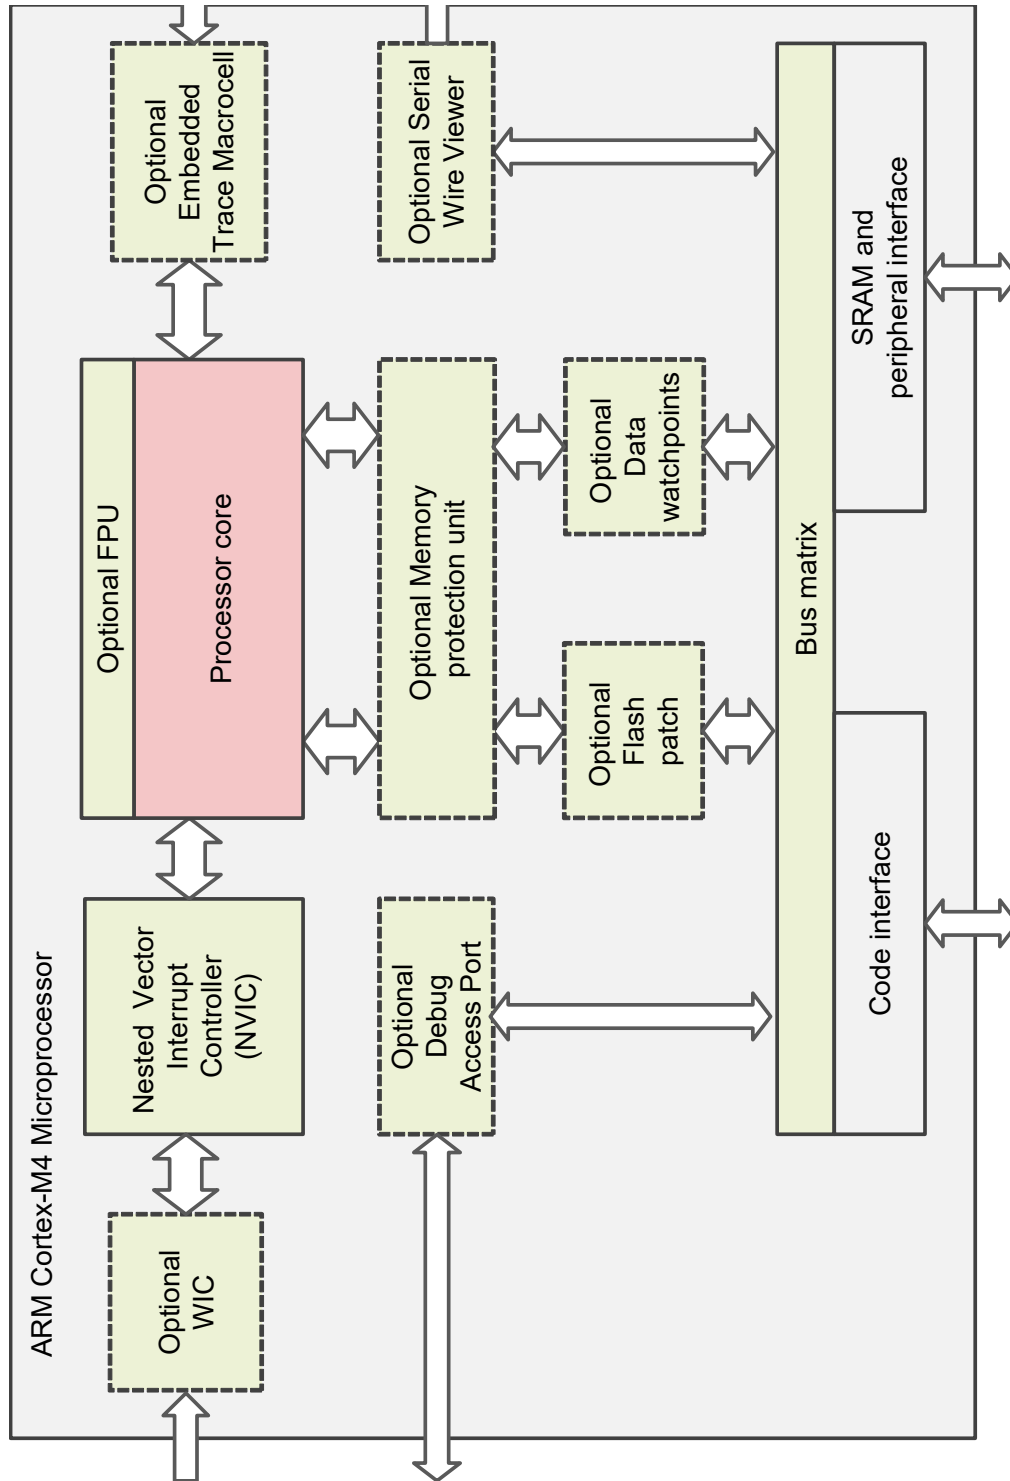 ARM Cortex-M4 Microprocessor
Optional
WIC
Nested Vector
Interrupt
Controller
(NVIC)
Optional FPU
Processor core
Optional
Embedded
Trace Macrocell
Optional
Debug
Access Port
Optional Memory
protection unit
Optional Serial
Wire Viewer
Optional
Flash
patch
Optional
Data
watchpoints
Bus matrix
Code interface
SRAM and
peripheral interface